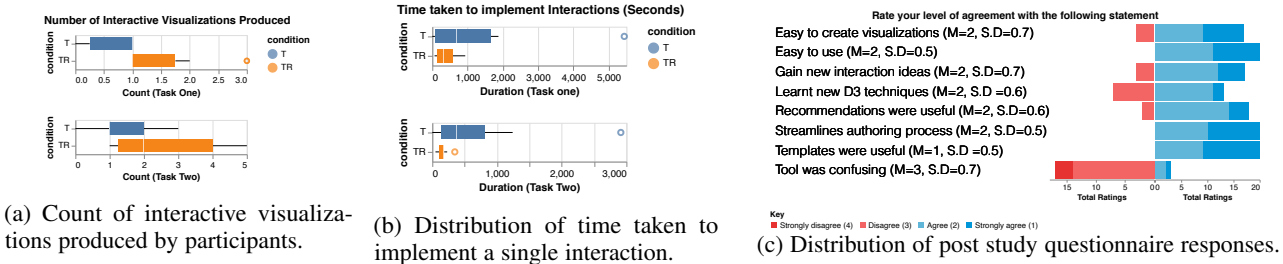 Number of Interactive Visualizations Produced
condition
T
TR
0.0 0.5 1.0 1.5 2.0 2.5 3.0
Count (Task One)
condition
T
TR
condition
T
TR
0 1 2 3 4 5
Count (Task Two)
(a) Count of interactive visualiza-
tions produced by participants.
Time taken to implement Interactions (Seconds)
condition
T
TR
0 1,000 2,000 3,000 4,000 5,000
Duration (Task one)
condition
T
TR
condition
T
TR
0 1,000 2,000 3,000
Duration (Task Two)
(b) Distribution of time taken to
implement a single interaction.
Rate your level of agreement with the following statement
Easy to create visualizations (M=2, S.D=0.7)
Easy to use (M=2, S.D=0.5)
Gain new interaction ideas (M=2, S.D=0.7)
Learnt new D3 techniques (M=2, S.D =0.6)
Recommendations were useful (M=2, S.D=0.6)
Streamlines authoring process (M=2, S.D=0.5)
Templates were useful (M=1, S.D =0.5)
Tool was confusing (M=3, S.D=0.7)
15 10 5 0 0 5 10 15 20
Total Ratings Total Ratings
Key
Strongly disagree (4) Disagree (3) Agree (2) Strongly agree (1)
(c) Distribution of post study questionnaire responses.